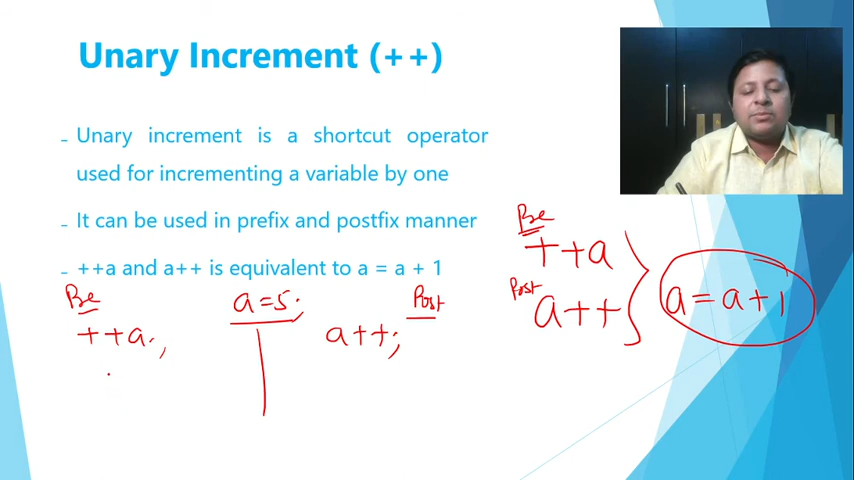 Unary Increment (++)
- Unary increment is a shortcut operator
used for incrementing a variable by one
- It can be used in prefix and postfix manner
- ++a and a++ is equivalent to a = a + 1
Pre
++a
Post
a++
a = a + 1
Pre
++a;
a = 5;
Post
a++;